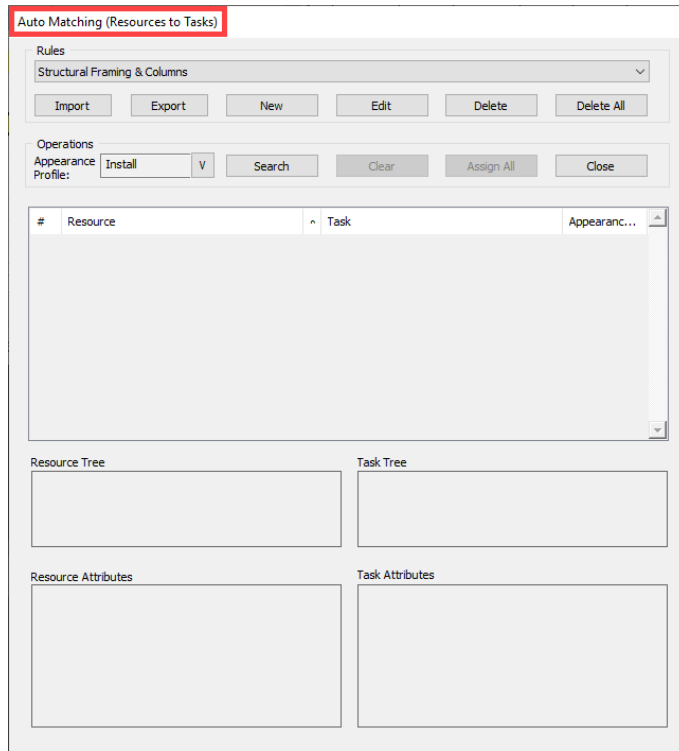 Auto Matching (Resources to Tasks)
Rules
Structural Framing & Columns
Import Export New Edit Delete Delete All
Operations
Appearance Profile: Install V Search Clear Assign All Close
# Resource ^ Task Appearanc...
Resource Tree Task Tree
Resource Attributes Task Attributes